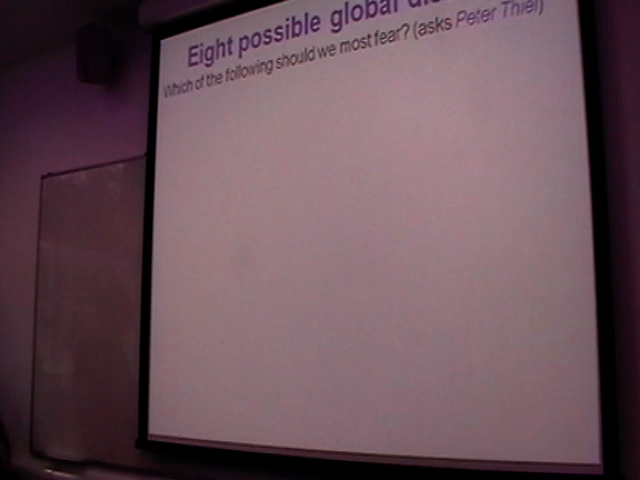 Eight possible global
Which of the following should we most fear? (asks Peter Thiel)